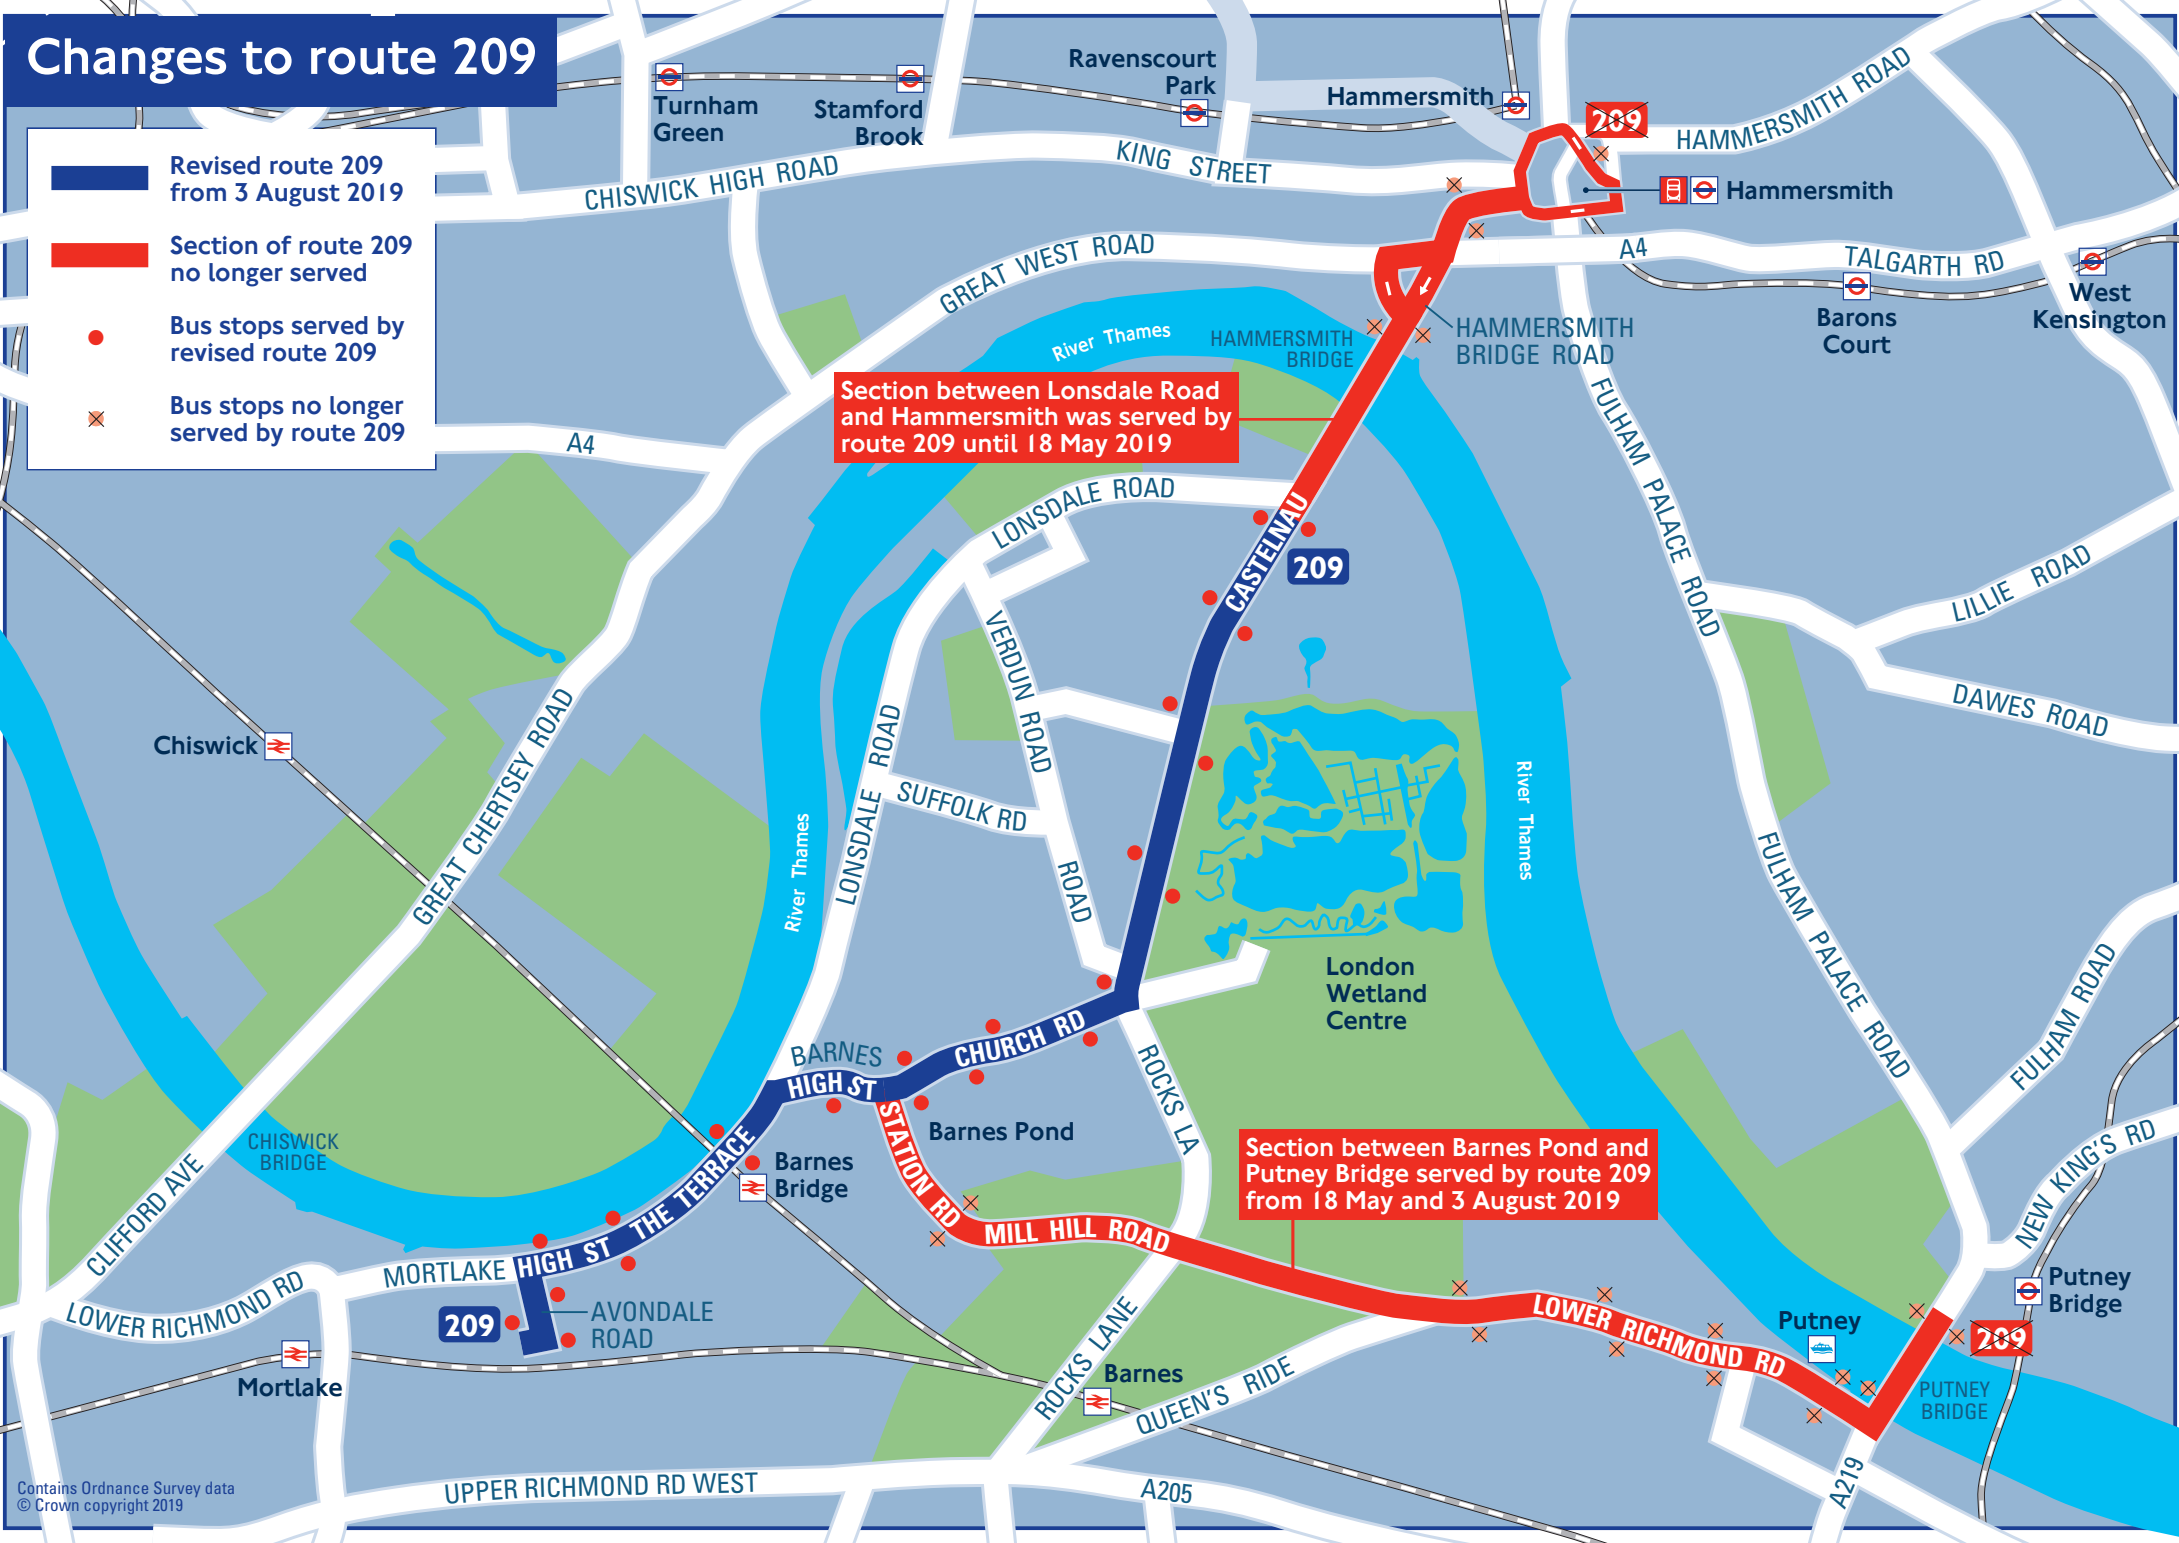 Changes to route 209
Revised route 209
from 3 August 2019
Section of route 209
no longer served
Bus stops served by
revised route 209
Bus stops no longer
served by route 209
Turnham
Green
Stamford
Brook
Ravenscourt
Park
Hammersmith
209
HAMMERSMITH ROAD
CHISWICK HIGH ROAD
KING STREET
Hammersmith
GREAT WEST ROAD
A4
TALGARTH RD
West
Kensington
Barons
Court
River Thames
HAMMERSMITH
BRIDGE
HAMMERSMITH
BRIDGE ROAD
Section between Lonsdale Road
and Hammersmith was served by
route 209 until 18 May 2019
A4
FULHAM PALACE ROAD
LONSDALE ROAD
CASTELNAU
209
LILLIE ROAD
DAWES ROAD
VERDUN ROAD
Chiswick
GREAT CHERTSEY ROAD
LONSDALE ROAD
SUFFOLK RD
ROAD
River Thames
River Thames
FULHAM PALACE ROAD
London
Wetland
Centre
FULHAM ROAD
BARNES
HIGH ST
CHURCH RD
ROCKS LA
Barnes Pond
STATION RD
CHISWICK
BRIDGE
Barnes
Bridge
THE TERRACE
Section between Barnes Pond and
Putney Bridge served by route 209
from 18 May and 3 August 2019
NEW KING'S RD
CLIFFORD AVE
MILL HILL ROAD
MORTLAKE
HIGH ST
LOWER RICHMOND RD
209
AVONDALE
ROAD
Putney
Bridge
209
LOWER RICHMOND RD
Putney
Mortlake
ROCKS LANE
Barnes
QUEEN'S RIDE
PUTNEY
BRIDGE
UPPER RICHMOND RD WEST
A205
A219
Contains Ordnance Survey data
© Crown copyright 2019